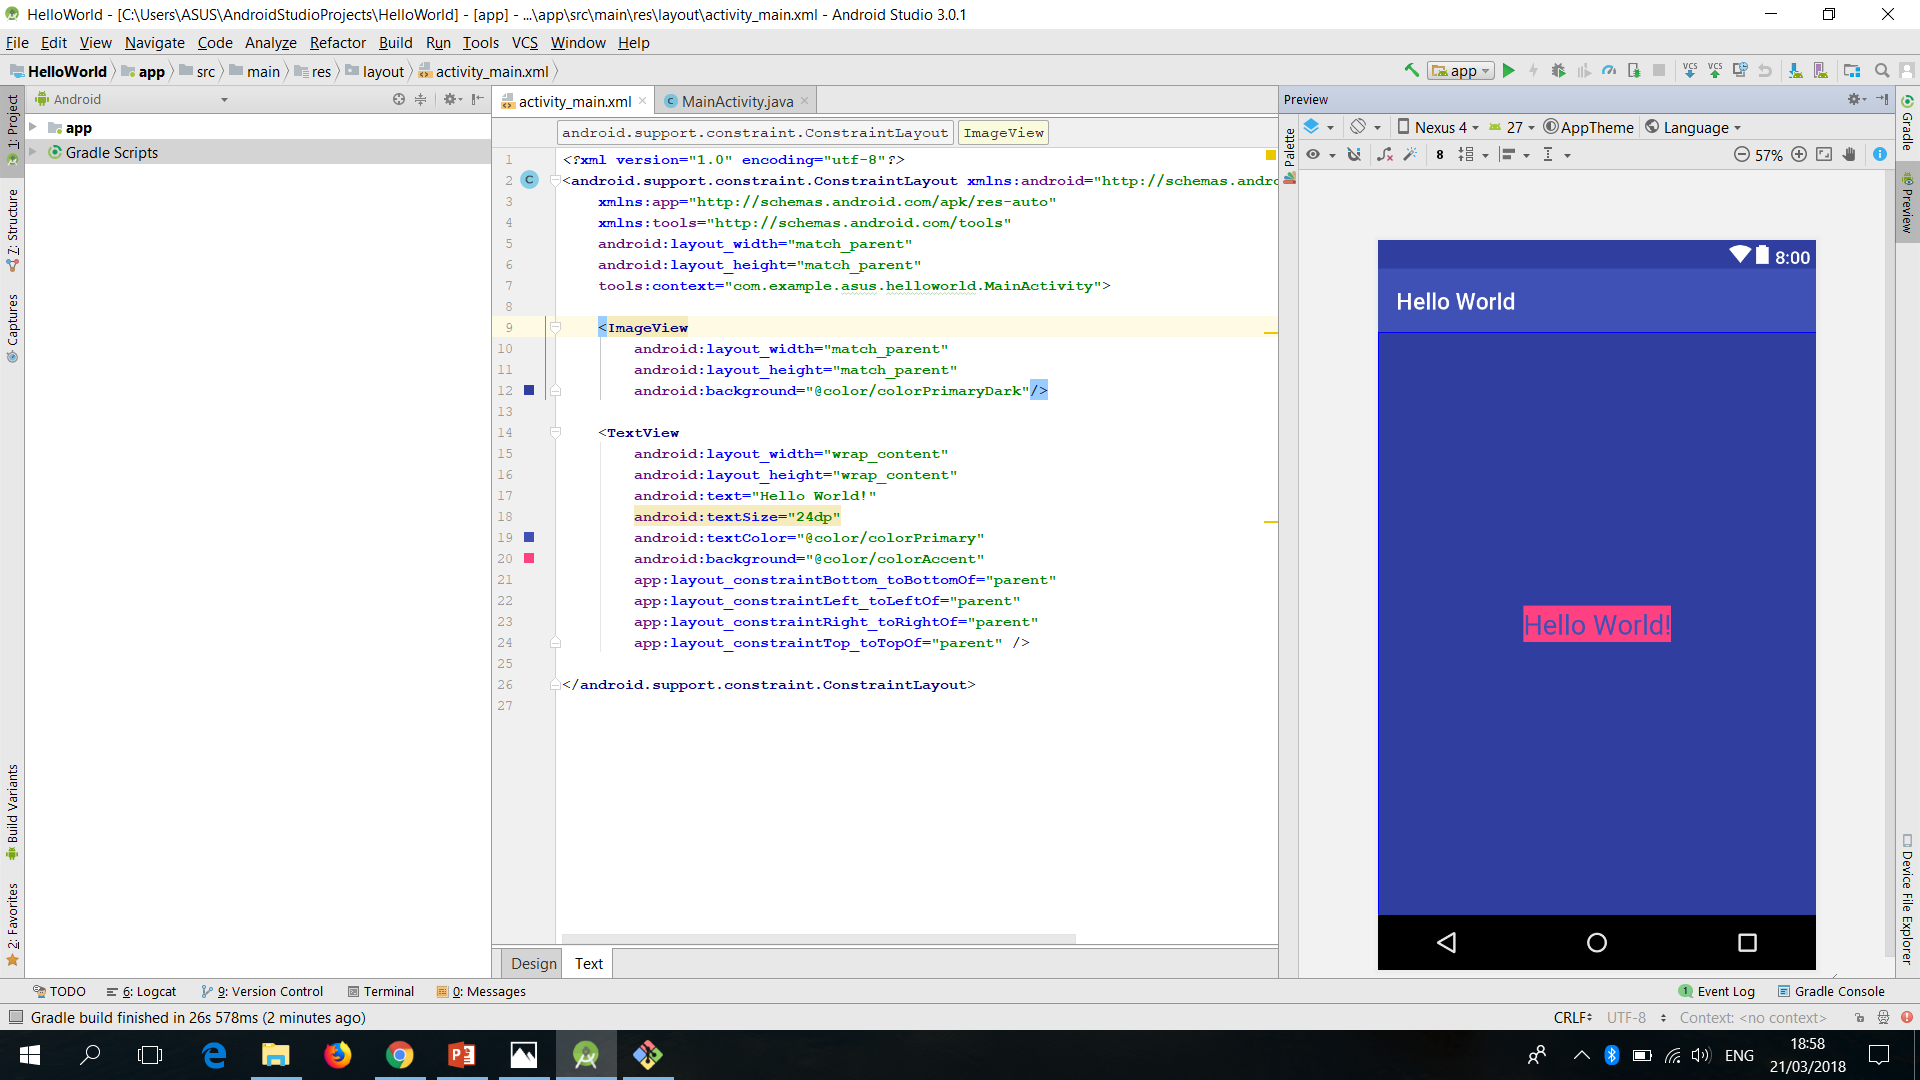 HelloWorld - [C:\Users\ASUS\AndroidStudioProjects\HelloWorld] - [app] - ...\app\src\main\res\layout\activity_main.xml - Android Studio 3.0.1
File Edit View Navigate Code Analyze Refactor Build Run Tools VCS Window Help
HelloWorld app src main res layout activity_main.xml
app
VCS VCS
1: Project
7: Structure
Captures
Build Variants
2: Favorites
Android
app
Gradle Scripts
activity_main.xml MainActivity.java
android.support.constraint.ConstraintLayout ImageView
1 <?xml version="1.0" encoding="utf-8"?>
2 C <android.support.constraint.ConstraintLayout xmlns:android="http://schemas.andro
3 xmlns:app="http://schemas.android.com/apk/res-auto"
4 xmlns:tools="http://schemas.android.com/tools"
5 android:layout_width="match_parent"
6 android:layout_height="match_parent"
7 tools:context="com.example.asus.helloworld.MainActivity">
8
9 <ImageView
10 android:layout_width="match_parent"
11 android:layout_height="match_parent"
12 android:background="@color/colorPrimaryDark"/>
13
14 <TextView
15 android:layout_width="wrap_content"
16 android:layout_height="wrap_content"
17 android:text="Hello World!"
18 android:textSize="24dp"
19 android:textColor="@color/colorPrimary"
20 android:background="@color/colorAccent"
21 app:layout_constraintBottom_toBottomOf="parent"
22 app:layout_constraintLeft_toLeftOf="parent"
23 app:layout_constraintRight_toRightOf="parent"
24 app:layout_constraintTop_toTopOf="parent" />
25
26 </android.support.constraint.ConstraintLayout>
27
Design Text
Preview
Palette
Nexus 4 27 AppTheme Language
8 57%
8:00
Hello World
Hello World!
Gradle
Preview
Device File Explorer
TODO 6: Logcat 9: Version Control Terminal 0: Messages
1 Event Log Gradle Console
Gradle build finished in 26s 578ms (2 minutes ago)
CRLF UTF-8 Context: <no context>
ENG
18:58
21/03/2018